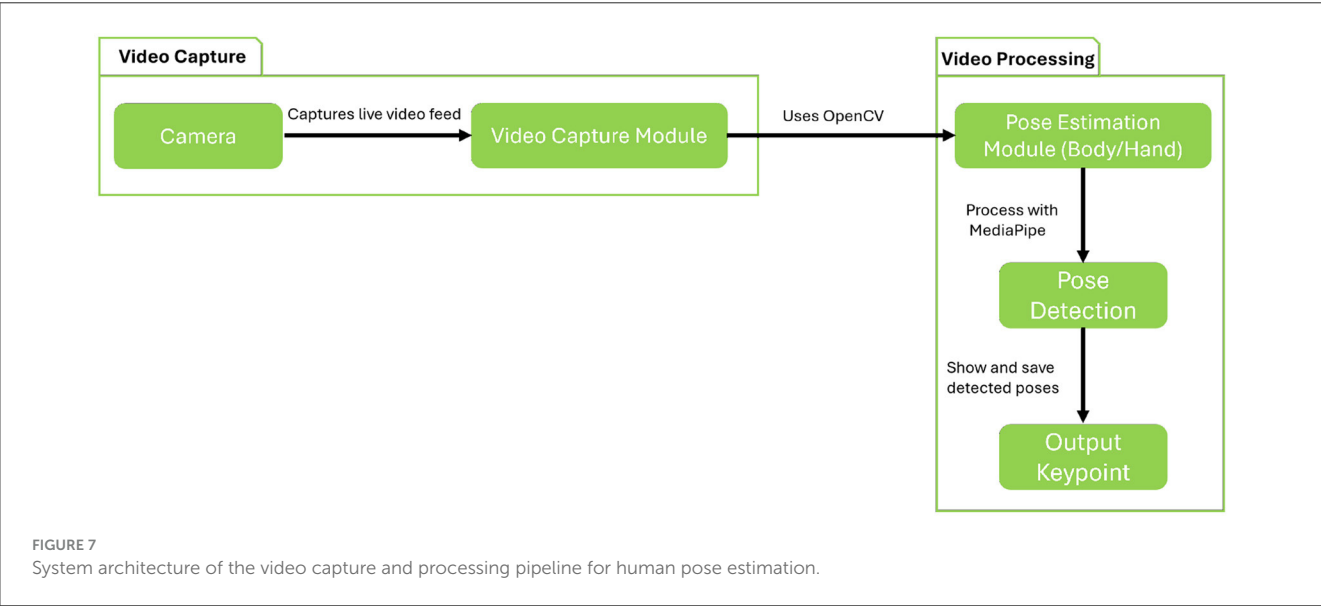 Video Capture
Camera
Captures live video feed
Video Capture Module
Uses OpenCV
Video Processing
Pose Estimation
Module (Body/Hand)
Process with
MediaPipe
Pose
Detection
Show and save
detected poses
Output
Keypoint
FIGURE 7
System architecture of the video capture and processing pipeline for human pose estimation.